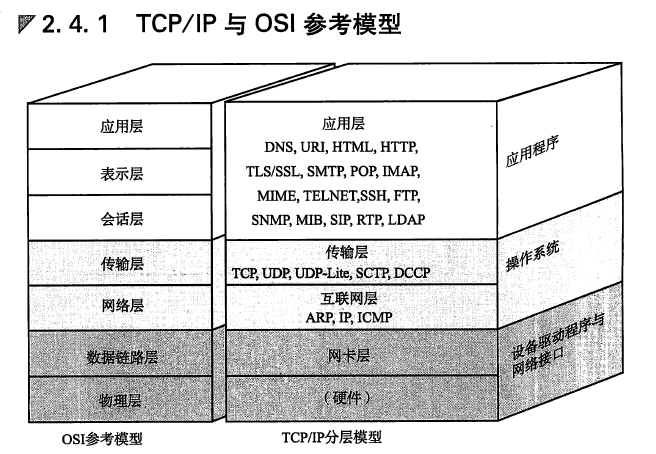 2.4.1 TCP/IP 与 OSI 参考模型
应用层
表示层
会话层
传输层
网络层
数据链路层
物理层
OSI参考模型
应用层
DNS, URI, HTML, HTTP,
TLS/SSL, SMTP, POP, IMAP,
MIME, TELNET,SSH, FTP,
SNMP, MIB, SIP, RTP, LDAP
传输层
TCP, UDP, UDP-Lite, SCTP, DCCP
互联网层
ARP, IP, ICMP
网卡层
（硬件）
TCP/IP分层模型
应用程序
操作系统
设备驱动程序与
网络接口